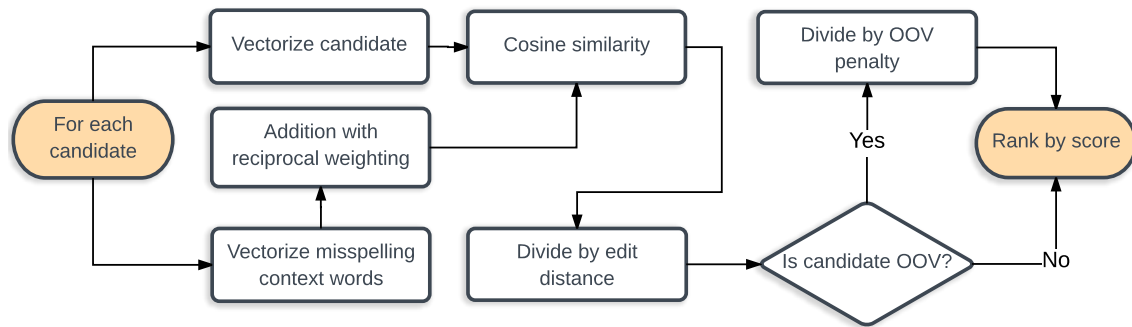 For each
candidate
Vectorize candidate
Cosine similarity
Addition with
reciprocal weighting
Vectorize misspelling
context words
Divide by edit
distance
Is candidate OOV?
Yes
No
Divide by OOV
penalty
Rank by score